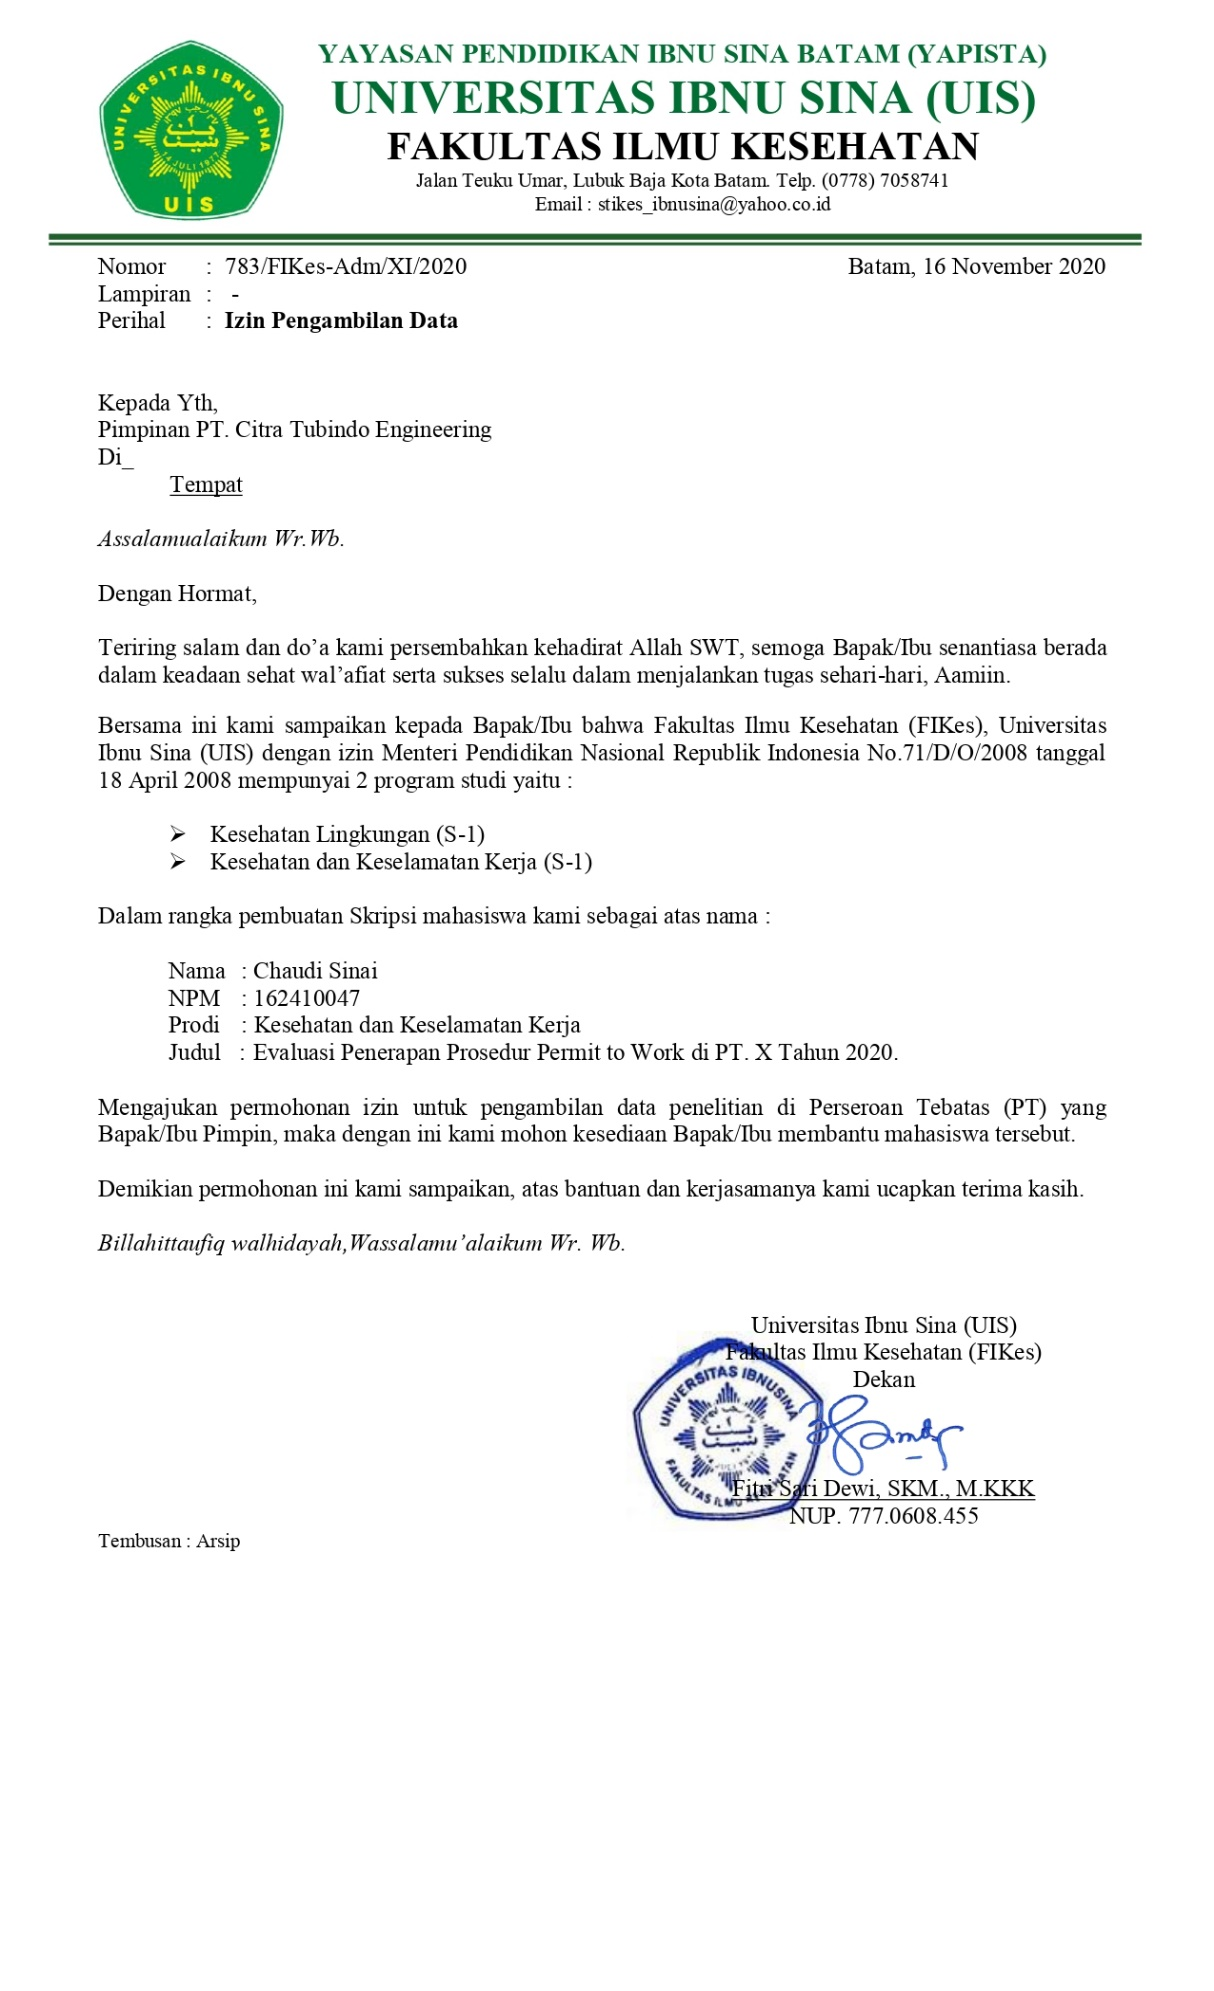 UNIVERSITAS IBNU SINA
14 JULI 1977
UIS
YAYASAN PENDIDIKAN IBNU SINA BATAM (YAPISTA)
UNIVERSITAS IBNU SINA (UIS)
FAKULTAS ILMU KESEHATAN
Jalan Teuku Umar, Lubuk Baja Kota Batam. Telp. (0778) 7058741
Email : stikes_ibnusina@yahoo.co.id
Nomor : 783/FIKes-Adm/XI/2020 Batam, 16 November 2020
Lampiran : -
Perihal : Izin Pengambilan Data
Kepada Yth,
Pimpinan PT. Citra Tubindo Engineering
Di_
Tempat
Assalamualaikum Wr.Wb.
Dengan Hormat,
Teriring salam dan do’a kami persembahkan kehadirat Allah SWT, semoga Bapak/Ibu senantiasa berada
dalam keadaan sehat wal’afiat serta sukses selalu dalam menjalankan tugas sehari-hari, Aamiin.
Bersama ini kami sampaikan kepada Bapak/Ibu bahwa Fakultas Ilmu Kesehatan (FIKes), Universitas
Ibnu Sina (UIS) dengan izin Menteri Pendidikan Nasional Republik Indonesia No.71/D/O/2008 tanggal
18 April 2008 mempunyai 2 program studi yaitu :
➢ Kesehatan Lingkungan (S-1)
➢ Kesehatan dan Keselamatan Kerja (S-1)
Dalam rangka pembuatan Skripsi mahasiswa kami sebagai atas nama :
Nama : Chaudi Sinai
NPM : 162410047
Prodi : Kesehatan dan Keselamatan Kerja
Judul : Evaluasi Penerapan Prosedur Permit to Work di PT. X Tahun 2020.
Mengajukan permohonan izin untuk pengambilan data penelitian di Perseroan Tebatas (PT) yang
Bapak/Ibu Pimpin, maka dengan ini kami mohon kesediaan Bapak/Ibu membantu mahasiswa tersebut.
Demikian permohonan ini kami sampaikan, atas bantuan dan kerjasamanya kami ucapkan terima kasih.
Billahittaufiq walhidayah,Wassalamu’alaikum Wr. Wb.
Universitas Ibnu Sina (UIS)
Fakultas Ilmu Kesehatan (FIKes)
Dekan
UNIVERSITAS IBNUSINA
FAKULTAS ILMU KESEHATAN
Fitri Sari Dewi, SKM., M.KKK
NUP. 777.0608.455
Tembusan : Arsip